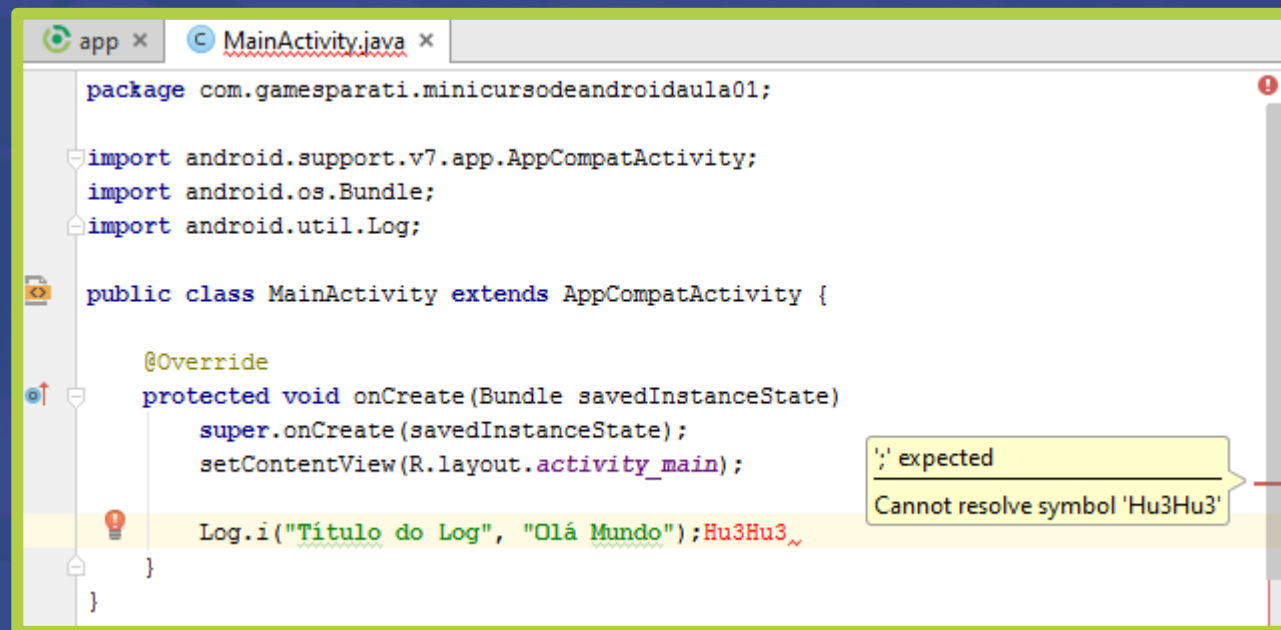 app
MainActivity.java
package com.gamesparati.minicursodeandroidaula01;
import android.support.v7.app.AppCompatActivity;
import android.os.Bundle;
import android.util.Log;
public class MainActivity extends AppCompatActivity {
@Override
protected void onCreate(Bundle savedInstanceState)
super.onCreate(savedInstanceState);
setContentView(R.layout.activity_main);
';' expected
Cannot resolve symbol 'Hu3Hu3'
Log.i("Título do Log", "Olá Mundo");Hu3Hu3
}
}